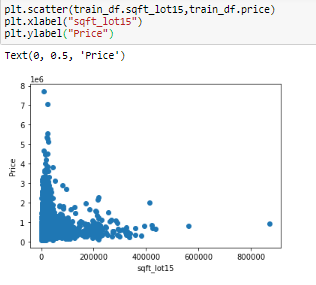 plt.scatter(train_df.sqft_lot15,train_df.price)
plt.xlabel("sqft_lot15")
plt.ylabel("Price")
Text(0, 0.5, 'Price')
1e6
8
7
6
5
4
3
2
1
0
Price
0 200000 400000 600000 800000
sqft_lot15